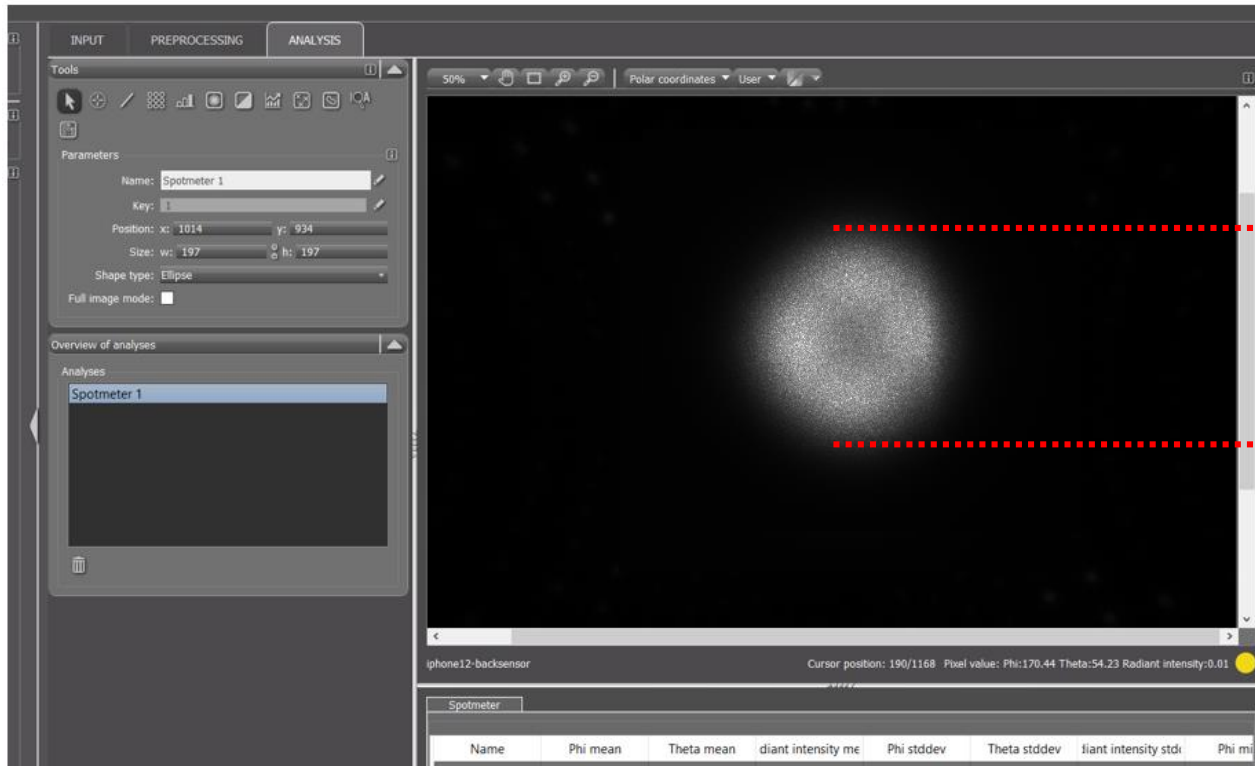 INPUT PREPROCESSING ANALYSIS
Tools
IQA
Parameters
Name: Spotmeter 1
Key: 1
Position: x: 1014 y: 934
Size: w: 197 h: 197
Shape type: Ellipse
Full image mode:
Overview of analyses
Analyses
Spotmeter 1
50% Polar coordinates User
iphone12-backsensor Cursor position: 190/1168 Pixel value: Phi:170.44 Theta:54.23 Radiant intensity:0.01
Spotmeter
Name Phi mean Theta mean diant intensity me Phi stddev Theta stddev diant intensity stdd Phi mi